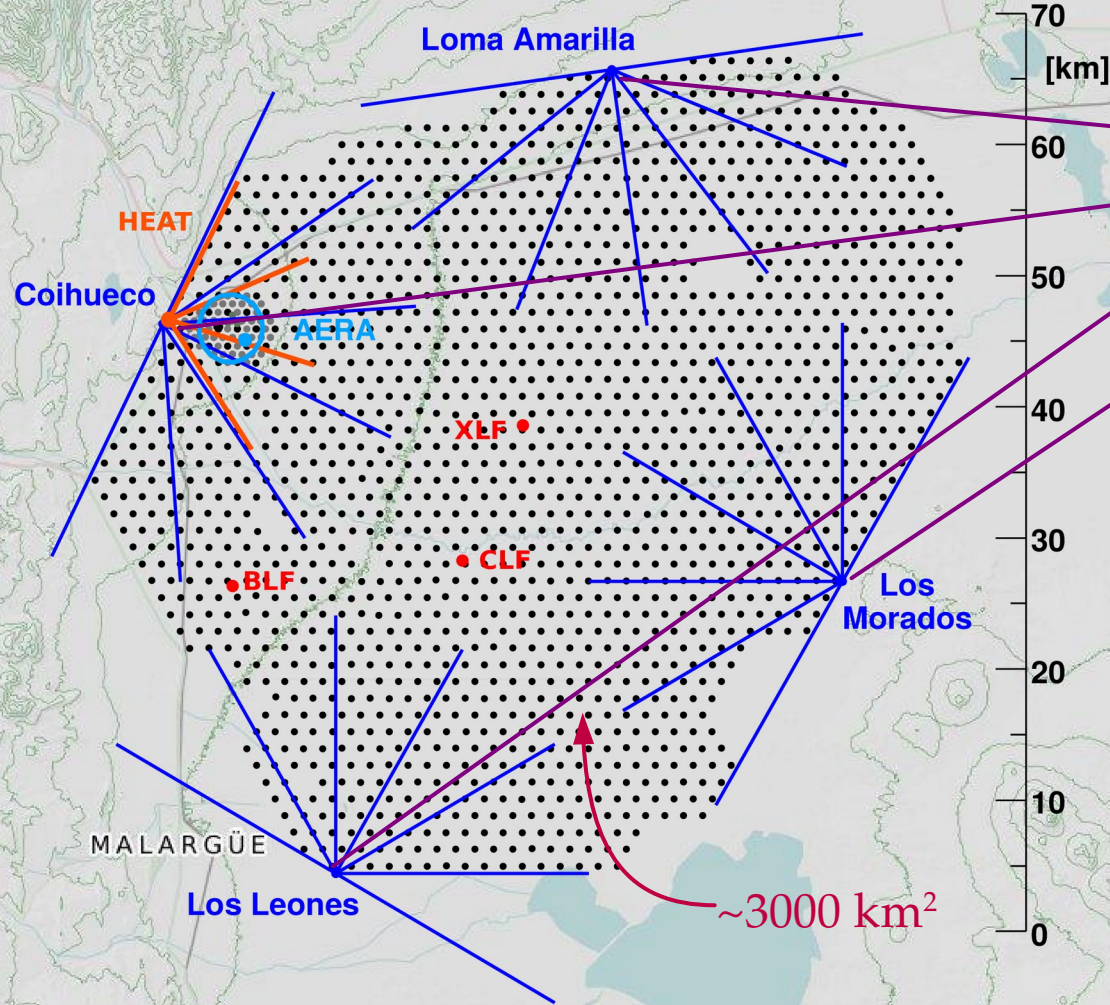 70
Loma Amarilla
[km]
60
HEAT
50
Coihueco
AERA
40
XLF
30
CLF
BLF
Los
Morados
20
10
MALARGÜE
Los Leones
~3000 km²
0